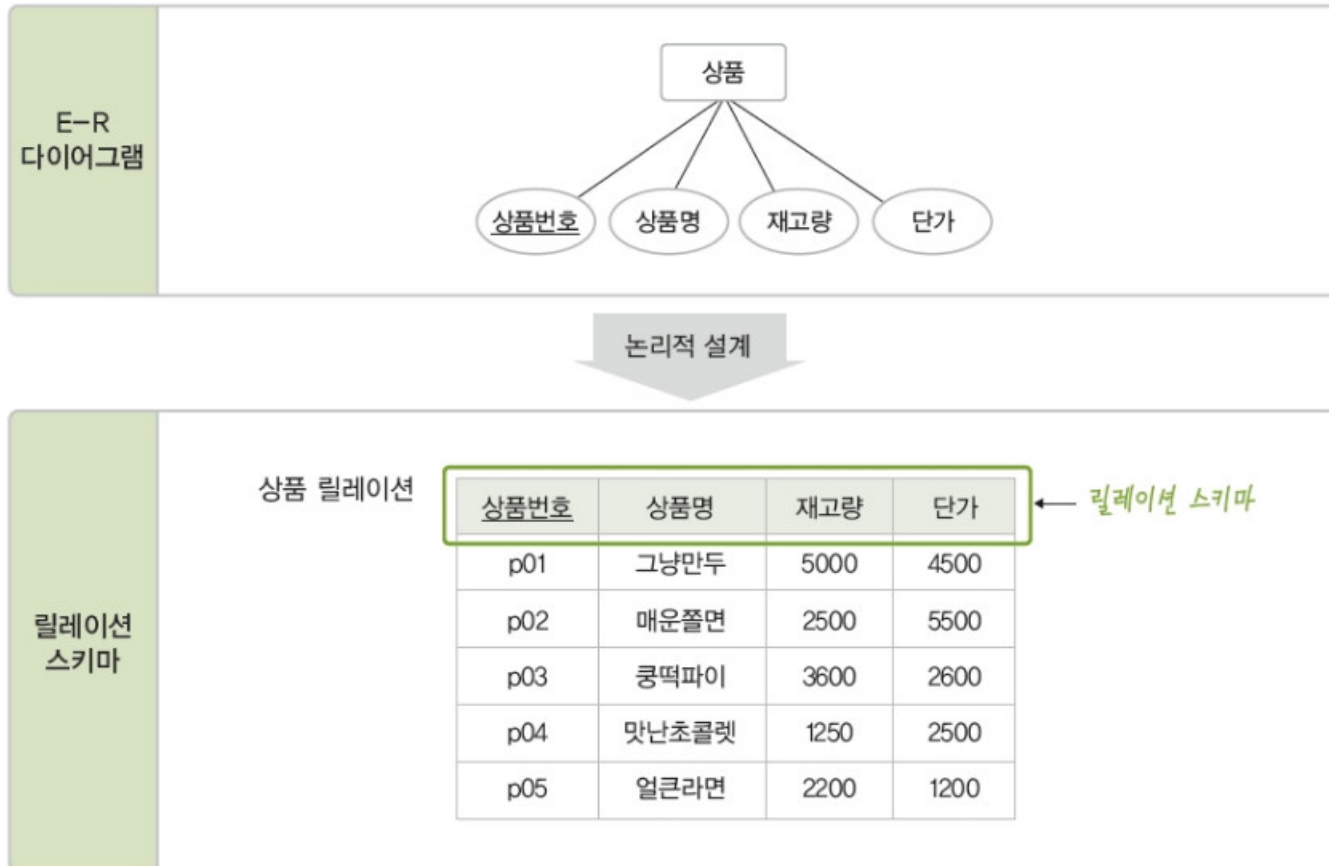 E-R
다이어그램
상품
상품번호 상품명 재고량 단가
논리적 설계
릴레이션
스키마
상품 릴레이션
상품번호 상품명 재고량 단가
릴레이션 스키마
p01 그냥만두 5000 4500
p02 매운쫄면 2500 5500
p03 쿵떡파이 3600 2600
p04 맛난초콜렛 1250 2500
p05 얼큰라면 2200 1200